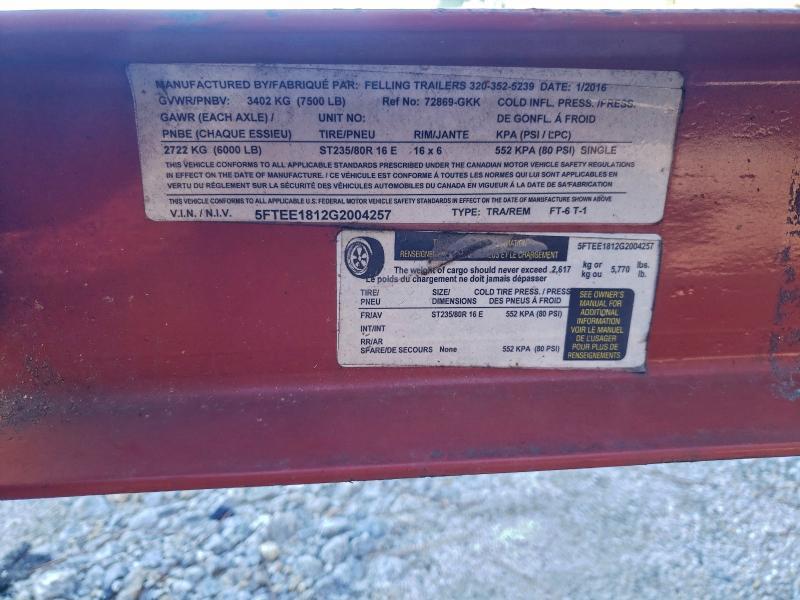 MANUFACTURED BY/FABRIQUÉ PAR: FELLING TRAILERS 320-352-5239 DATE: 1/2016
GVWR/PNBV: 3402 KG (7500 LB) Ref No: 72869-GKK COLD INFL. PRESS. /PRESS.
GAWR (EACH AXLE) / UNIT NO: DE GONFL. À FROID
PNBE (CHAQUE ESSIEU) TIRE/PNEU RIM/JANTE KPA (PSI / LPC)
2722 KG (6000 LB) ST235/80R 16 E 16 x 6 552 KPA (80 PSI) SINGLE
THIS VEHICLE CONFORMS TO ALL APPLICABLE STANDARDS PRESCRIBED UNDER THE CANADIAN MOTOR VEHICLE SAFETY REGULATIONS
IN EFFECT ON THE DATE OF MANUFACTURE. / CE VÉHICULE EST CONFORME À TOUTES LES NORMES QUI LUI SONT APPLICABLES EN
VERTU DU RÉGLEMENT SUR LA SÉCURITÉ DES VÉHICULES AUTOMOBILES DU CANADA EN VIGUEUR À LA DATE DE SA/FABRICATION
THIS VEHICLE CONFORMS TO ALL APPLICABLE U.S. FEDERAL MOTOR VEHICLE SAFETY STANDARDS IN EFFECT ON THE DATE OF MANUFACTURE SHOWN ABOVE
V.I.N. / N.I.V. 5FTEE1812G2004257 TYPE: TRA/REM FT-6 T-1
5FTEE1812G2004257
ET LE CHARGEMENT
The weight of cargo should never exceed .2,617 kg or 5,770 lbs.
Le poids du chargement ne doit jamais dépasser kg ou lb.
TIRE/ SIZE/ COLD TIRE PRESS. / PRESS
PNEU DIMENSIONS DES PNEUS À FROID
FR/AV ST235/80R 16 E 552 KPA (80 PSI)
INT/INT
RR/AR
SPARE/DE SECOURS None 552 KPA (80 PSI)
SEE OWNER'S
MANUAL FOR
ADDITIONAL
INFORMATION
VOIR LE MANUEL
DE L'USAGER
POUR PLUS DE
RENSEIGNEMENTS